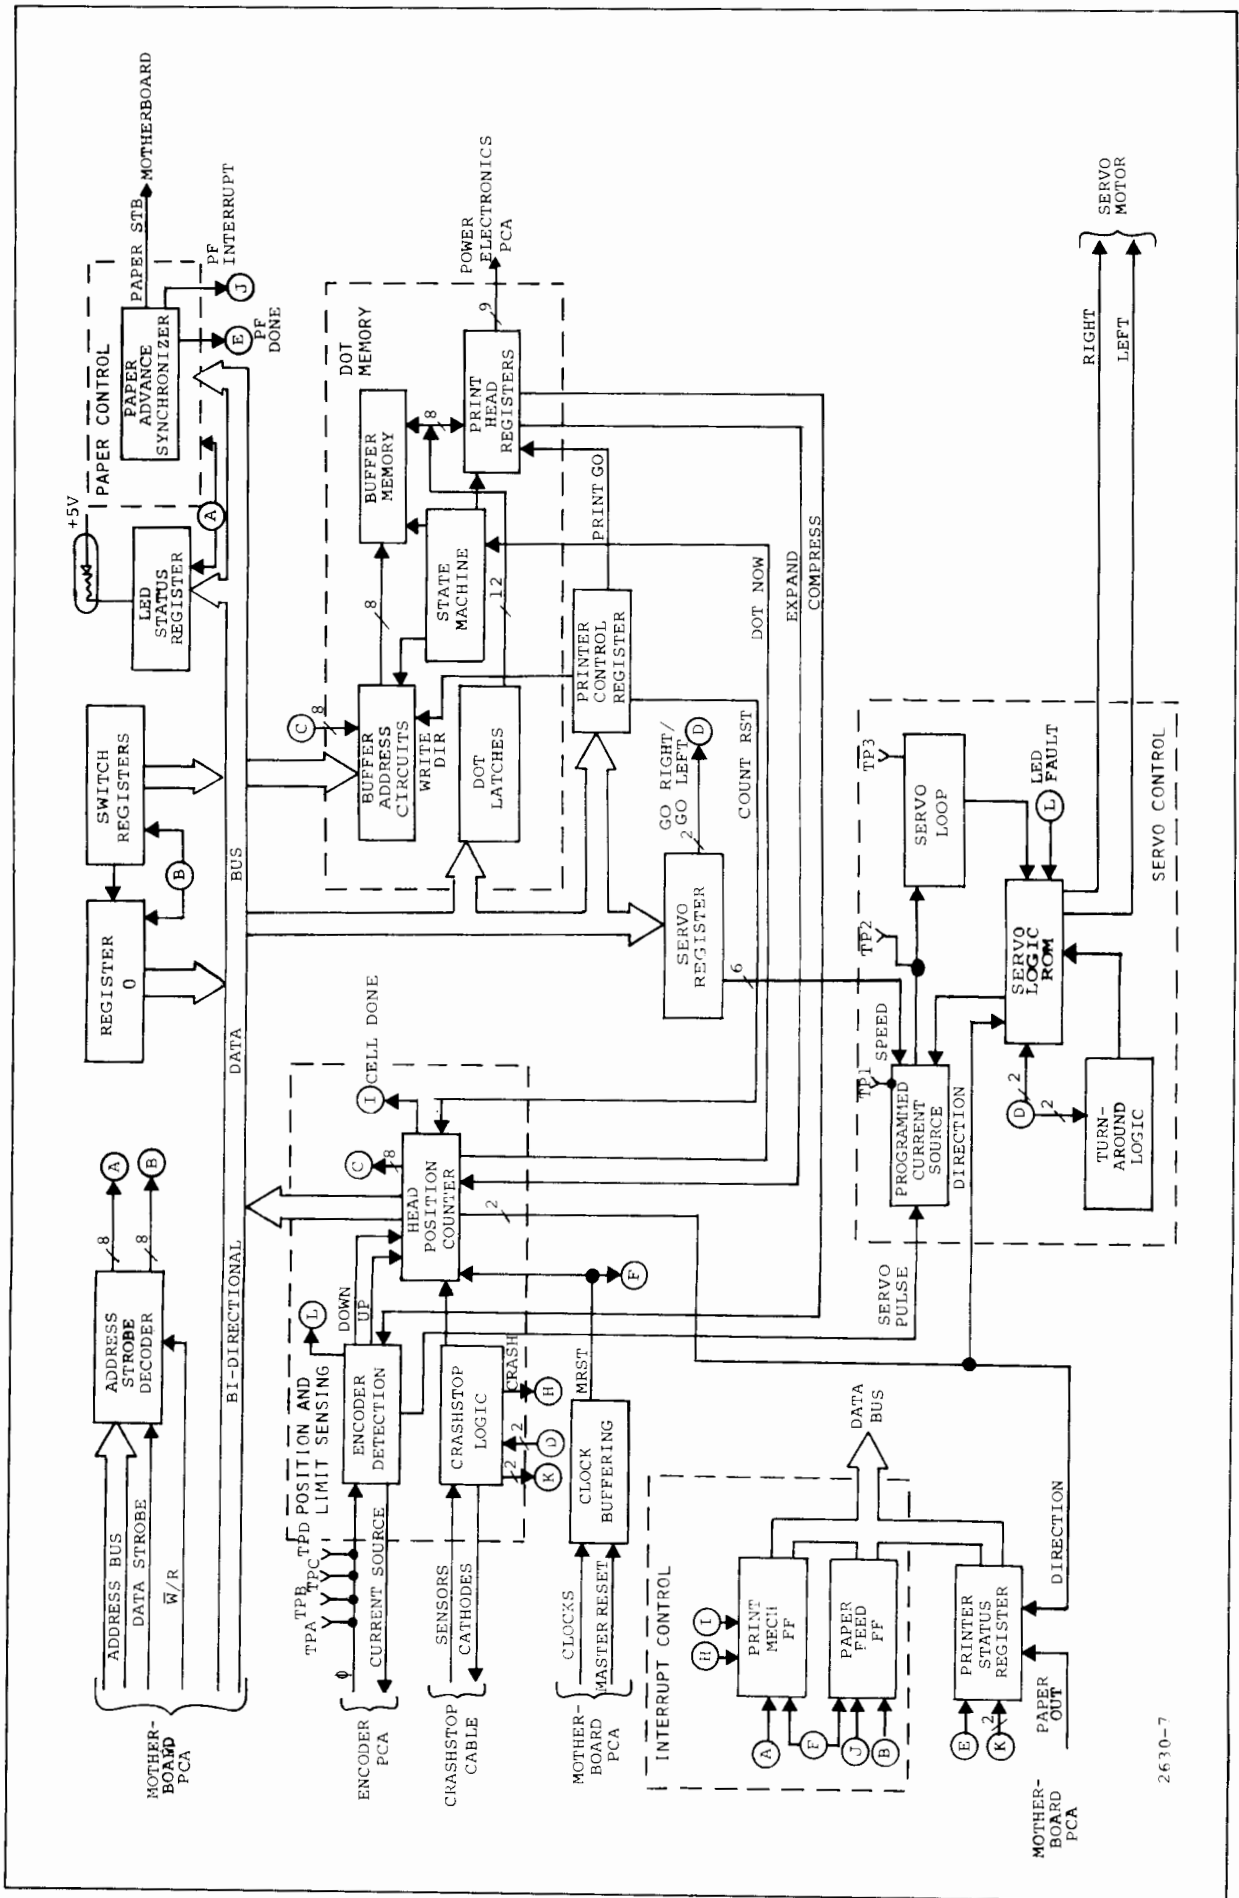 MOTHER-
BOARD
PCA
ADDRESS BUS
DATA STROBE
W̅/R
ADDRESS
STROBE
DECODER
8
A
8
B
BI-DIRECTIONAL
DATA
BUS
REGISTER
0
SWITCH
REGISTERS
B
LED
STATUS
REGISTER
+5V
A
PAPER CONTROL
PAPER
ADVANCE
SYNCHRONIZER
PAPER STB
MOTHERBOARD
E
PF
DONE
J
PF
INTERRUPT
ENCODER
PCA
ϕ
CURRENT SOURCE
TPA
TPB
TPC
TPD
POSITION AND
LIMIT SENSING
ENCODER
DETECTION
L
DOWN
UP
HEAD
POSITION
COUNTER
C
8
I
CELL DONE
2
CRASHSTOP
CABLE
SENSORS
CATHODES
CRASHSTOP
LOGIC
CRASH
H
2
D
2
K
MOTHER-
BOARD
PCA
CLOCKS
MASTER RESET
CLOCK
BUFFERING
MRST
F
DOT
MEMORY
C
8
BUFFER
ADDRESS
CIRCUITS
8
BUFFER
MEMORY
WRITE
DIR
STATE
MACHINE
DOT
LATCHES
12
8
PRINT
HEAD
REGISTERS
9
POWER
ELECTRONICS
PCA
PRINTER
CONTROL
REGISTER
PRINT GO
SERVO
REGISTER
2
GO RIGHT/
GO LEFT
D
6
COUNT RST
DOT NOW
EXPAND
COMPRESS
INTERRUPT CONTROL
H
I
PRINT
MECH
FF
A
F
PAPER
FEED
FF
J
B
DATA
BUS
PRINTER
STATUS
REGISTER
E
K
2
PAPER
OUT
MOTHER-
BOARD
PCA
DIRECTION
SERVO
PULSE
TP1
SPEED
PROGRAMMED
CURRENT
SOURCE
DIRECTION
TP2
TP3
SERVO
LOOP
D
2
2
TURN-
AROUND
LOGIC
SERVO
LOGIC
ROM
L
LED
FAULT
SERVO CONTROL
RIGHT
LEFT
SERVO
MOTOR
2630-7